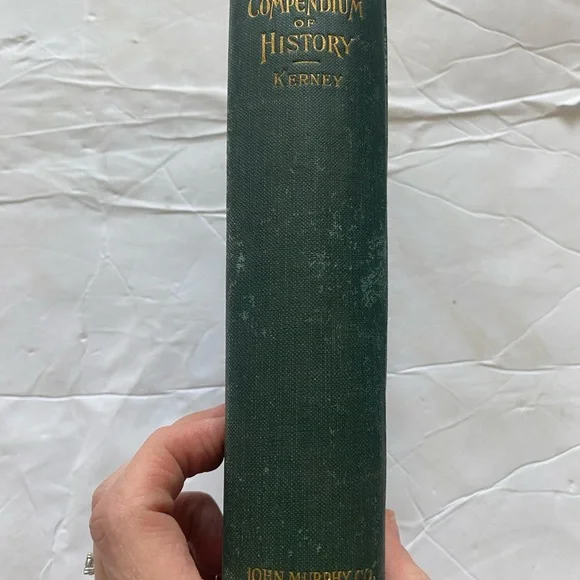 COMPENDIUM
OF
HISTORY
KERNEY
JOHN MURPHY CO.